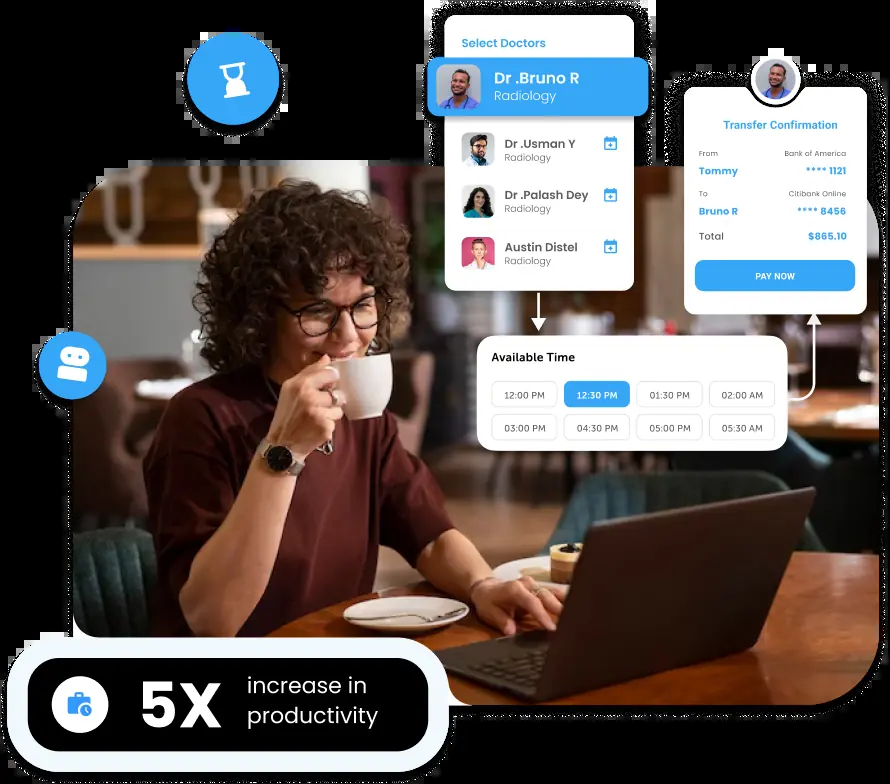 Select Doctors
Dr .Bruno R
Radiology
Dr .Usman Y
Radiology
Dr .Palash Dey
Radiology
Austin Distel
Radiology
Transfer Confirmation
From Bank of America
Tommy **** 1121
To Citibank Online
Bruno R **** 8456
Total $865.10
PAY NOW
Available Time
12:00 PM 12:30 PM 01:30 PM 02:00 AM
03:00 PM 04:30 PM 05:00 PM 05:30 AM
5X increase in
productivity